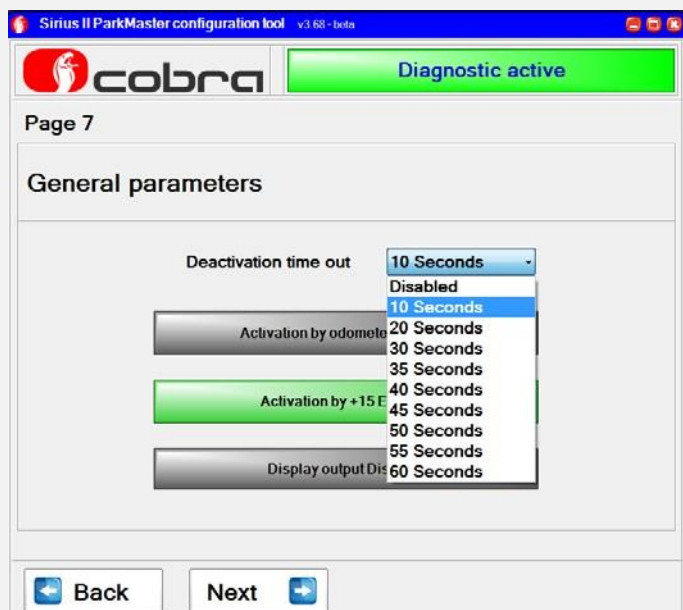 Sirius II ParkMaster configuration tool v3.68 - beta
cobra
Diagnostic active
Page 7
General parameters
Deactivation time out
10 Seconds
Disabled
10 Seconds
20 Seconds
30 Seconds
35 Seconds
40 Seconds
45 Seconds
50 Seconds
55 Seconds
60 Seconds
Activation by
Activation by +15 E
Display output Dis
Back
Next